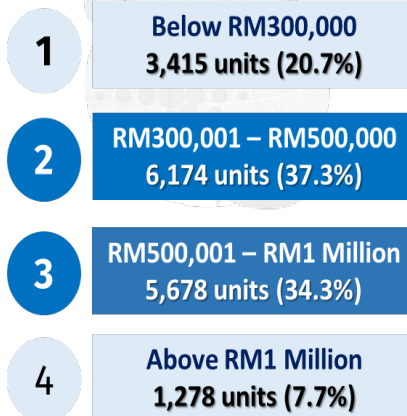 1
Below RM300,000
3,415 units (20.7%)
2
RM300,001 – RM500,000
6,174 units (37.3%)
3
RM500,001 – RM1 Million
5,678 units (34.3%)
4
Above RM1 Million
1,278 units (7.7%)